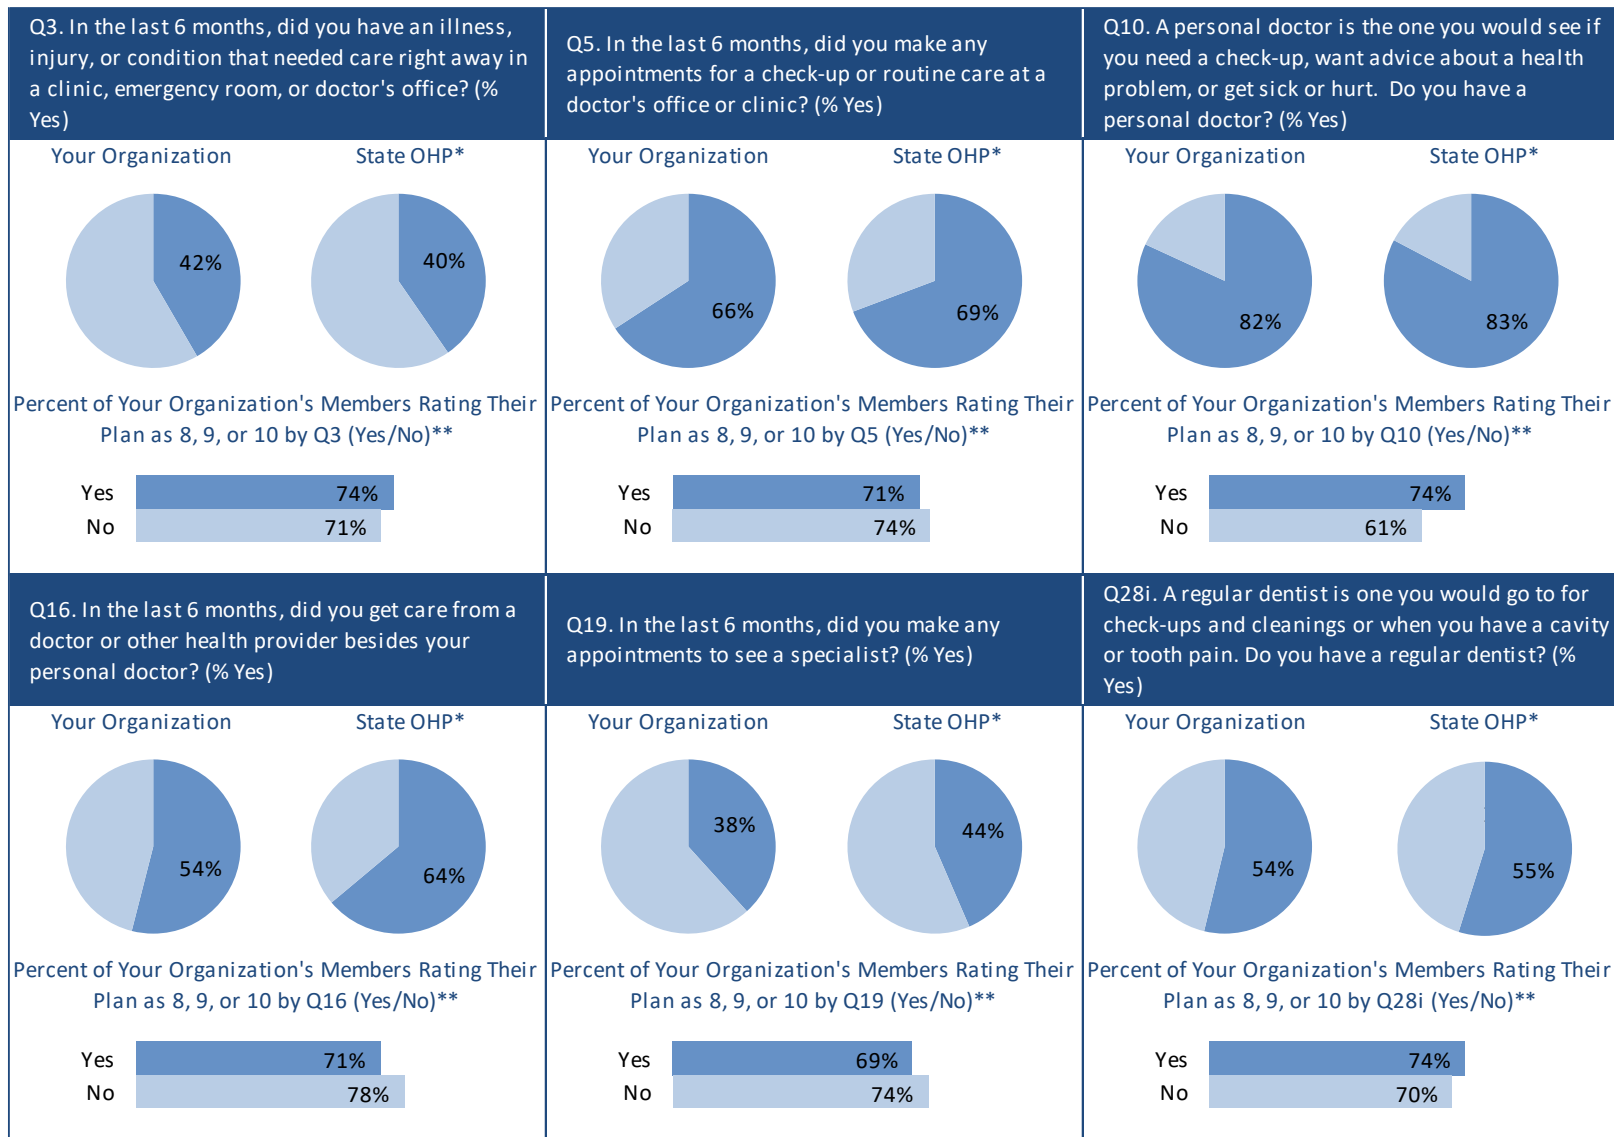 Q3. In the last 6 months, did you have an illness,
injury, or condition that needed care right away in
a clinic, emergency room, or doctor's office? (%
Yes)
Your Organization
State OHP*
42%
40%
Percent of Your Organization's Members Rating Their
Plan as 8, 9, or 10 by Q3 (Yes/No)**
Yes
74%
No
71%
Q5. In the last 6 months, did you make any
appointments for a check-up or routine care at a
doctor's office or clinic? (% Yes)
Your Organization
State OHP*
66%
69%
Percent of Your Organization's Members Rating Their
Plan as 8, 9, or 10 by Q5 (Yes/No)**
Yes
71%
No
74%
Q10. A personal doctor is the one you would see if
you need a check-up, want advice about a health
problem, or get sick or hurt. Do you have a
personal doctor? (% Yes)
Your Organization
State OHP*
82%
83%
Percent of Your Organization's Members Rating Their
Plan as 8, 9, or 10 by Q10 (Yes/No)**
Yes
74%
No
61%
Q16. In the last 6 months, did you get care from a
doctor or other health provider besides your
personal doctor? (% Yes)
Your Organization
State OHP*
54%
64%
Percent of Your Organization's Members Rating Their
Plan as 8, 9, or 10 by Q16 (Yes/No)**
Yes
71%
No
78%
Q19. In the last 6 months, did you make any
appointments to see a specialist? (% Yes)
Your Organization
State OHP*
38%
44%
Percent of Your Organization's Members Rating Their
Plan as 8, 9, or 10 by Q19 (Yes/No)**
Yes
69%
No
74%
Q28i. A regular dentist is one you would go to for
check-ups and cleanings or when you have a cavity
or tooth pain. Do you have a regular dentist? (%
Yes)
Your Organization
State OHP*
54%
55%
Percent of Your Organization's Members Rating Their
Plan as 8, 9, or 10 by Q28i (Yes/No)**
Yes
74%
No
70%